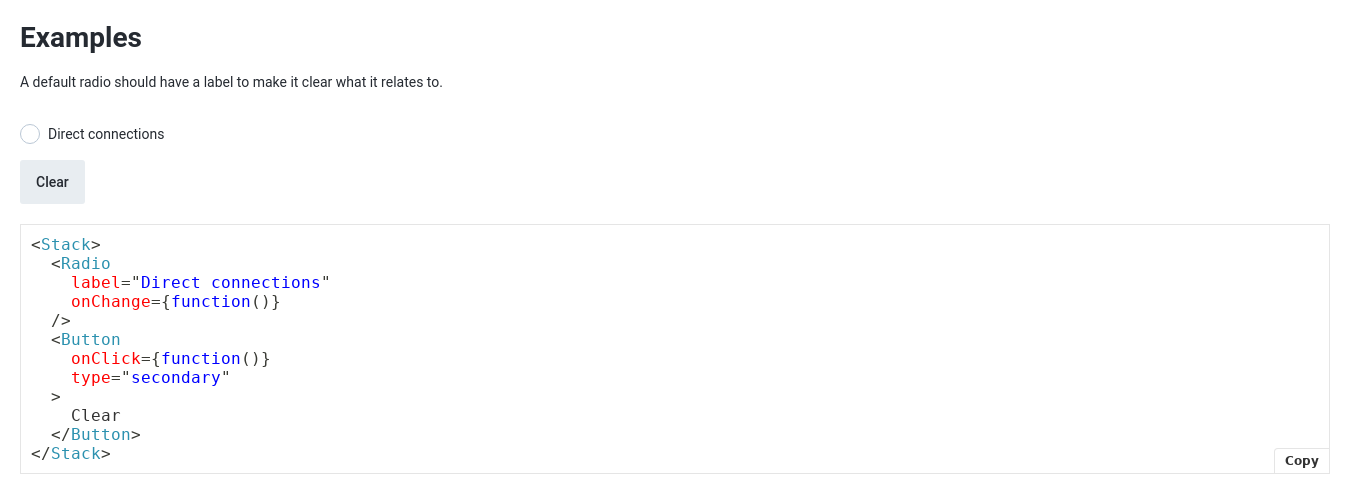 Examples
A default radio should have a label to make it clear what it relates to.
Direct connections
Clear
<Stack>
  <Radio
    label="Direct connections"
    onChange={function()}
  />
  <Button
    onClick={function()}
    type="secondary"
  >
    Clear
  </Button>
</Stack>
Copy